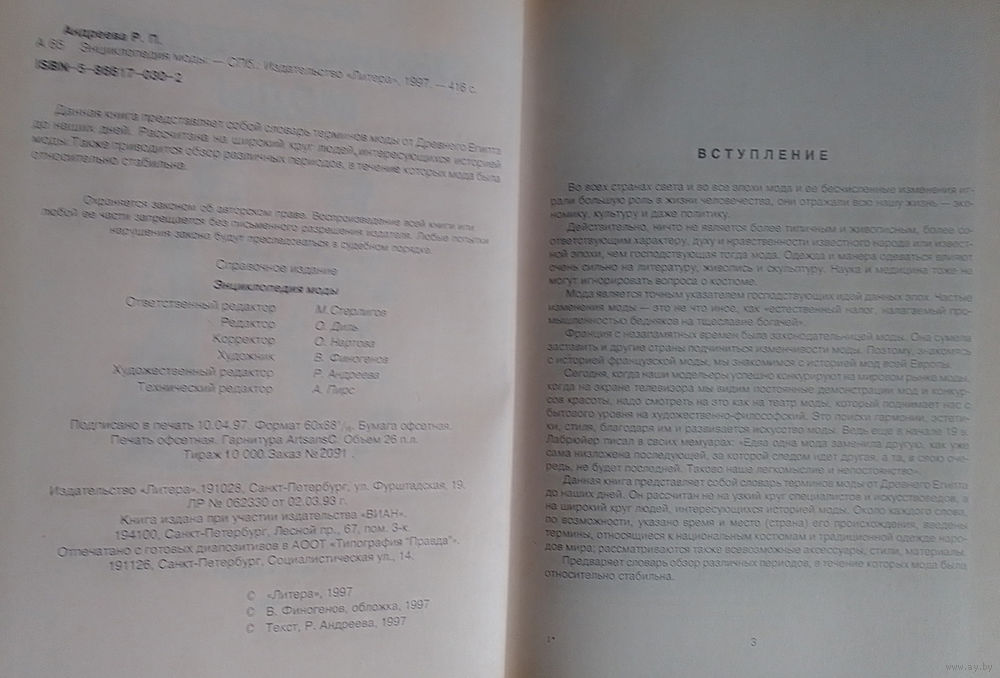 Андреева Р. П.
А 65 Энциклопедия моды. — СПб.: Издательство «Литера», 1997. — 416 с.
ISBN-5-86617-030-2
Данная книга представляет собой словарь терминов моды от Древнего Египта
до наших дней. Рассчитана на широкий круг людей, интересующихся историей
моды. Также приводится обзор различных периодов, в течение которых мода была
относительно стабильна.
Охраняется законом об авторском праве. Воспроизведение всей книги или
любой ее части запрещается без письменного разрешения издателя. Любые попытки
нарушения закона будут преследоваться в судебном порядке.
Справочное издание
Энциклопедия моды
Ответственный редактор М. Стерлигов
Редактор О. Диль
Корректор О. Нартова
Художник В. Финогенов
Художественный редактор Р. Андреева
Технический редактор А. Пирс
Подписано в печать 10.04.97. Формат 60х88¹/₁₆. Бумага офсетная.
Печать офсетная. Гарнитура ArtsansC. Объем 26 п.л.
Тираж 10 000. Заказ № 2091.
Издательство «Литера». 191028, Санкт-Петербург, ул. Фурштадская, 19.
ЛР № 062330 от 02.03.93 г.
Книга издана при участии издательства «ВИАН».
194100, Санкт-Петербург, Лесной пр., 67, пом. 3-к.
Отпечатано с готовых диапозитивов в АООТ «Типография "Правда"».
191126, Санкт-Петербург, Социалистическая ул., 14.
© «Литера», 1997
© В. Финогенов, обложка, 1997
© Текст, Р. Андреева, 1997
ВСТУПЛЕНИЕ
Во всех странах света и во все эпохи мода и ее бесчисленные изменения иг-
рали большую роль в жизни человечества, они отражали всю нашу жизнь — эко-
номику, культуру и даже политику.
Действительно, ничто не является более типичным и живописным, более со-
ответствующим характеру, духу и нравственности известного народа или извест-
ной эпохи, чем господствующая тогда мода. Одежда и манера одеваться влияют
очень сильно на литературу, живопись и скульптуру. Наука и медицина тоже не
могут игнорировать вопроса о костюме.
Мода является точным указателем господствующих идей данных эпох. Частые
изменения моды — это не что иное, как «естественный налог, налагаемый про-
мышленностью бедняков на тщеславие богачей».
Франция с незапамятных времен была законодательницей моды. Она сумела
заставить и другие страны подчиниться изменчивости моды. Поэтому, знакомясь
с историей французской моды, мы знакомимся с историей мод всей Европы.
Сегодня, когда наши модельеры успешно конкурируют на мировом рынке моды,
когда на экране телевизора мы видим постоянные демонстрации мод и конкур-
сов красоты, надо смотреть на это как на театр моды, который поднимает нас с
бытового уровня на художественно-философский. Это поиски гармонии, эстети-
ки, стиля, благодаря им и развивается искусство моды. Ведь еще в начале 19 в.
Лабрюйер писал в своих мемуарах: «Едва одна мода заменила другую, как уже
сама низложена последующей, за которой следом идет другая, а та, в свою оче-
редь, не будет последней. Таково наше легкомыслие и непостоянство».
Данная книга представляет собой словарь терминов моды от Древнего Египта
до наших дней. Он рассчитан не на узкий круг специалистов и искусствоведов, а
на широкий круг людей, интересующихся историей моды. Около каждого слова,
по возможности, указано время и место (страна) его происхождения, введены
термины, относящиеся к национальным костюмам и традиционной одежде наро-
дов мира; рассматриваются также всевозможные аксессуары, стили, материалы.
Предваряет словарь обзор различных периодов, в течение которых мода была
относительно стабильна.
1* 3
www.ay.by